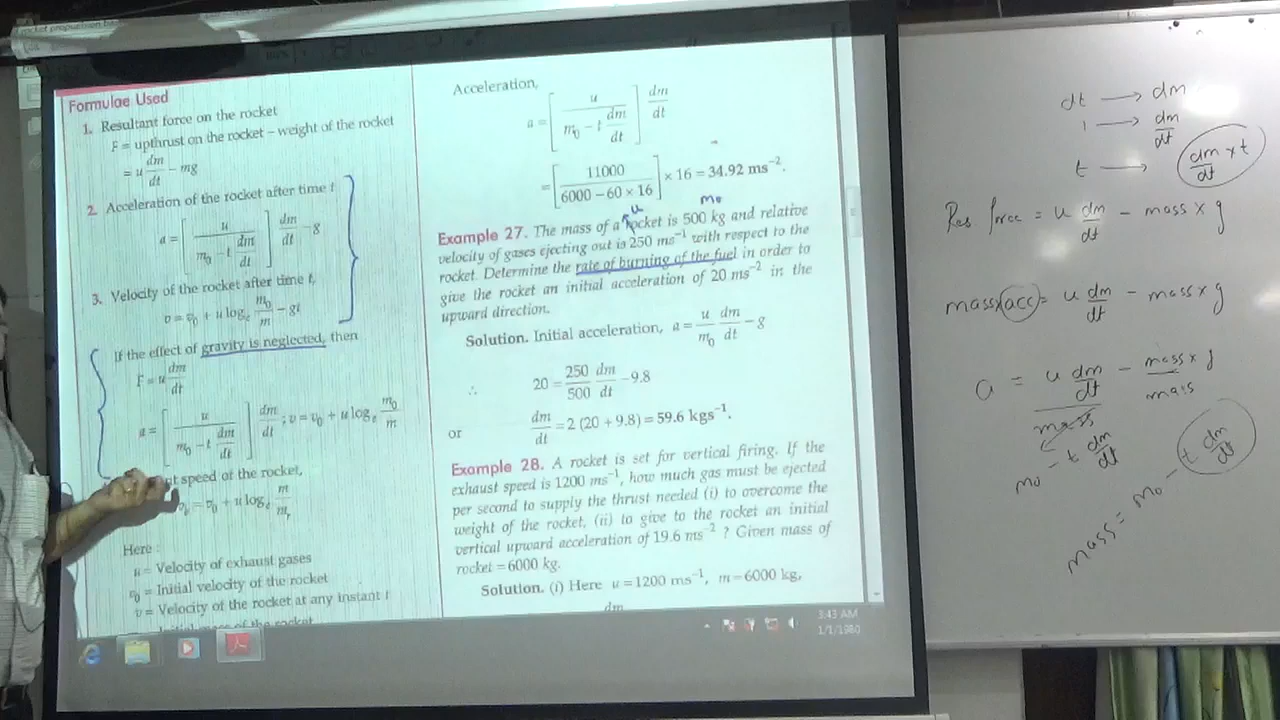 Formulae Used
1. Resultant force on the rocket
F = upthrust on the rocket − weight of the rocket
= u dm/dt − mg
2. Acceleration of the rocket after time t
a = [u / (m₀ − t dm/dt)] dm/dt − g
3. Velocity of the rocket after time t,
v = v₀ + u logₑ m₀/m − gt
If the effect of gravity is neglected, then
F = u dm/dt
a = [u / (m₀ − t dm/dt)] dm/dt ; v = v₀ + u logₑ m₀/m
speed of the rocket,
= v₀ + u logₑ m/mᵣ
Here :
u = Velocity of exhaust gases
v₀ = Initial velocity of the rocket
v = Velocity of the rocket at any instant t
Acceleration,
a = [u / (m₀ − t dm/dt)] dm/dt
= [11000 / (6000 − 60 × 16)] × 16 = 34.92 ms⁻².
u
m₀
Example 27. The mass of a rocket is 500 kg and relative
velocity of gases ejecting out is 250 ms⁻¹ with respect to the
rocket. Determine the rate of burning of the fuel in order to
give the rocket an initial acceleration of 20 ms⁻² in the
upward direction.
Solution. Initial acceleration, a = u/m₀ dm/dt − g
∴ 20 = 250/500 dm/dt − 9.8
or dm/dt = 2 (20 + 9.8) = 59.6 kgs⁻¹.
Example 28. A rocket is set for vertical firing. If the
exhaust speed is 1200 ms⁻¹, how much gas must be ejected
per second to supply the thrust needed (i) to overcome the
weight of the rocket, (ii) to give to the rocket an initial
vertical upward acceleration of 19.6 ms⁻² ? Given mass of
rocket = 6000 kg.
Solution. (i) Here u = 1200 ms⁻¹, m = 6000 kg,
dm
3:43 AM
1/1/1980
dt → dm
1 → dm/dt
t → dm/dt × t
Res force = u dm/dt − mass × g
mass × acc = u dm/dt − mass × g
a = u dm/dt / mass − mass × g / mass
m₀ − t dm/dt
mass = m₀ − t dm/dt